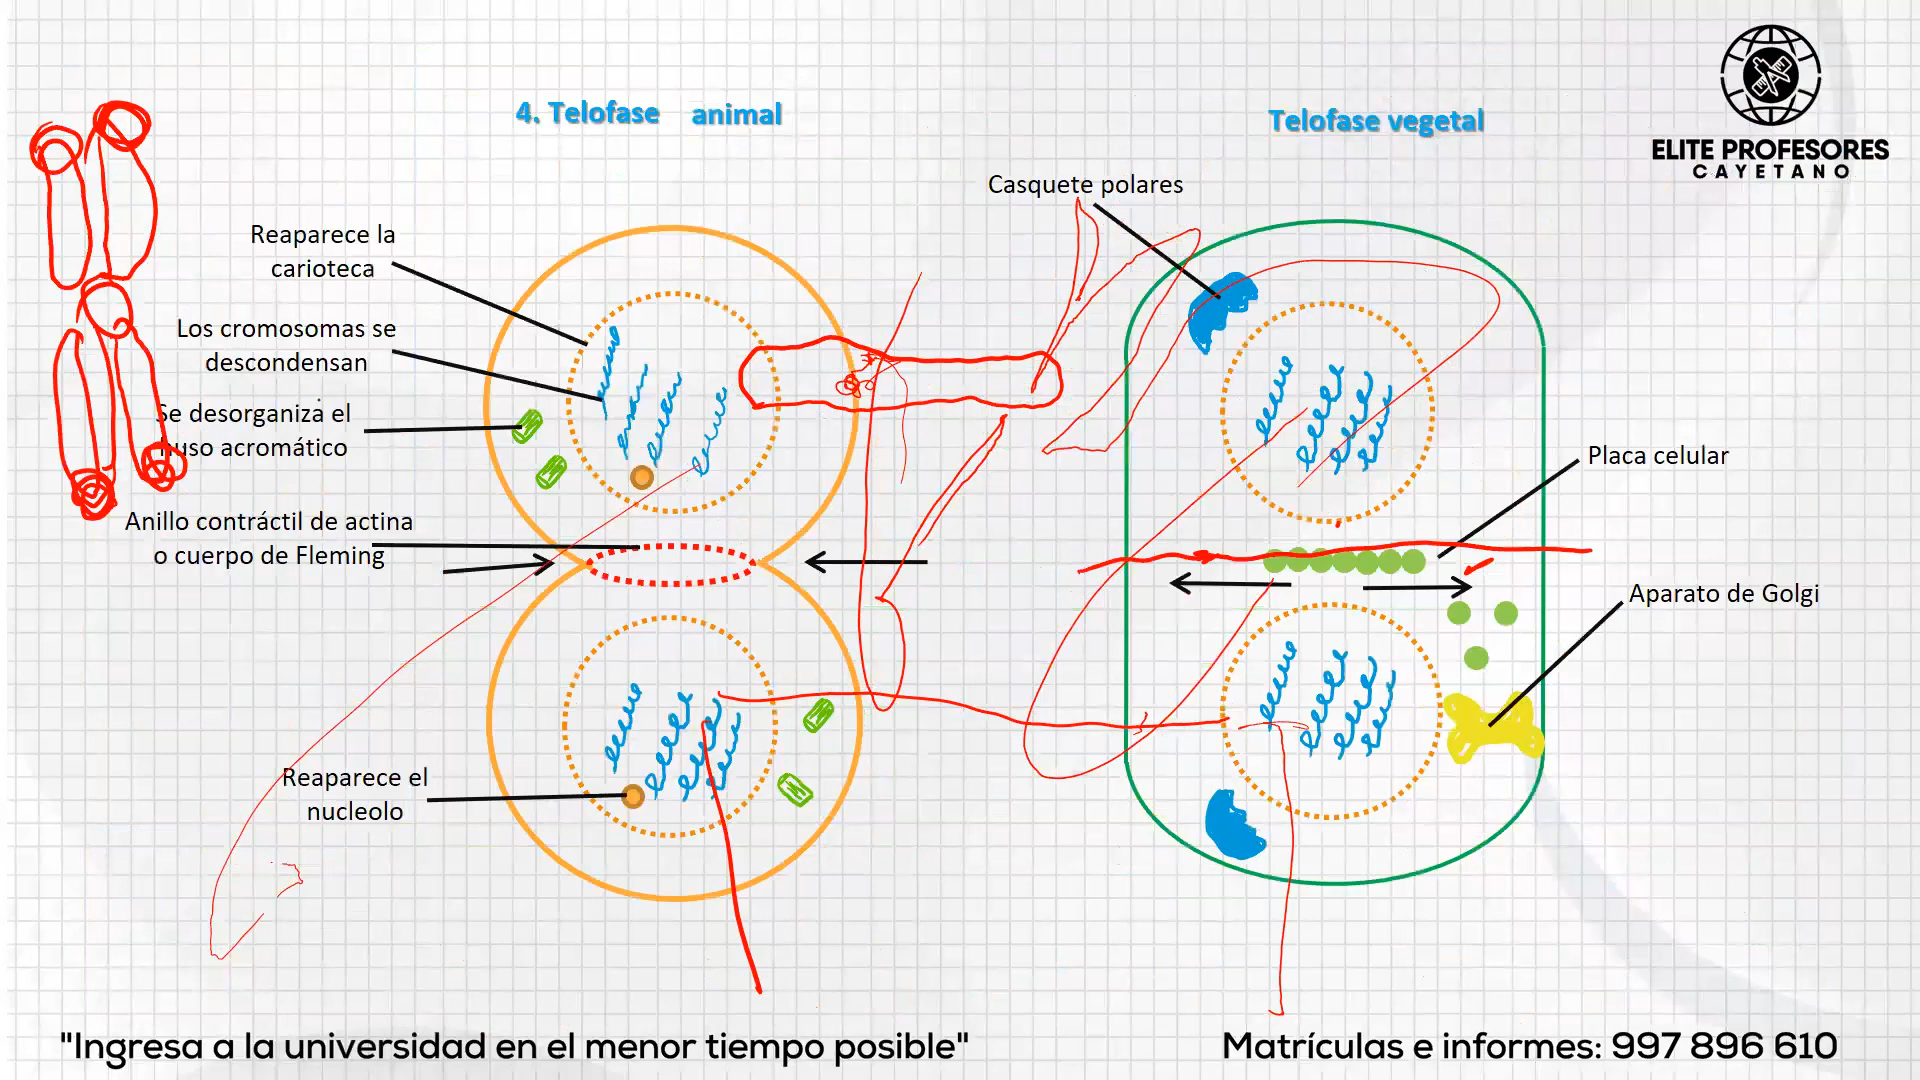 4. Telofase animal
Telofase vegetal
ELITE PROFESORES
CAYETANO
Casquete polares
Reaparece la
carioteca
Los cromosomas se
descondensan
Se desorganiza el
huso acromático
Anillo contráctil de actina
o cuerpo de Fleming
Reaparece el
nucleolo
Placa celular
Aparato de Golgi
"Ingresa a la universidad en el menor tiempo posible"
Matrículas e informes: 997 896 610